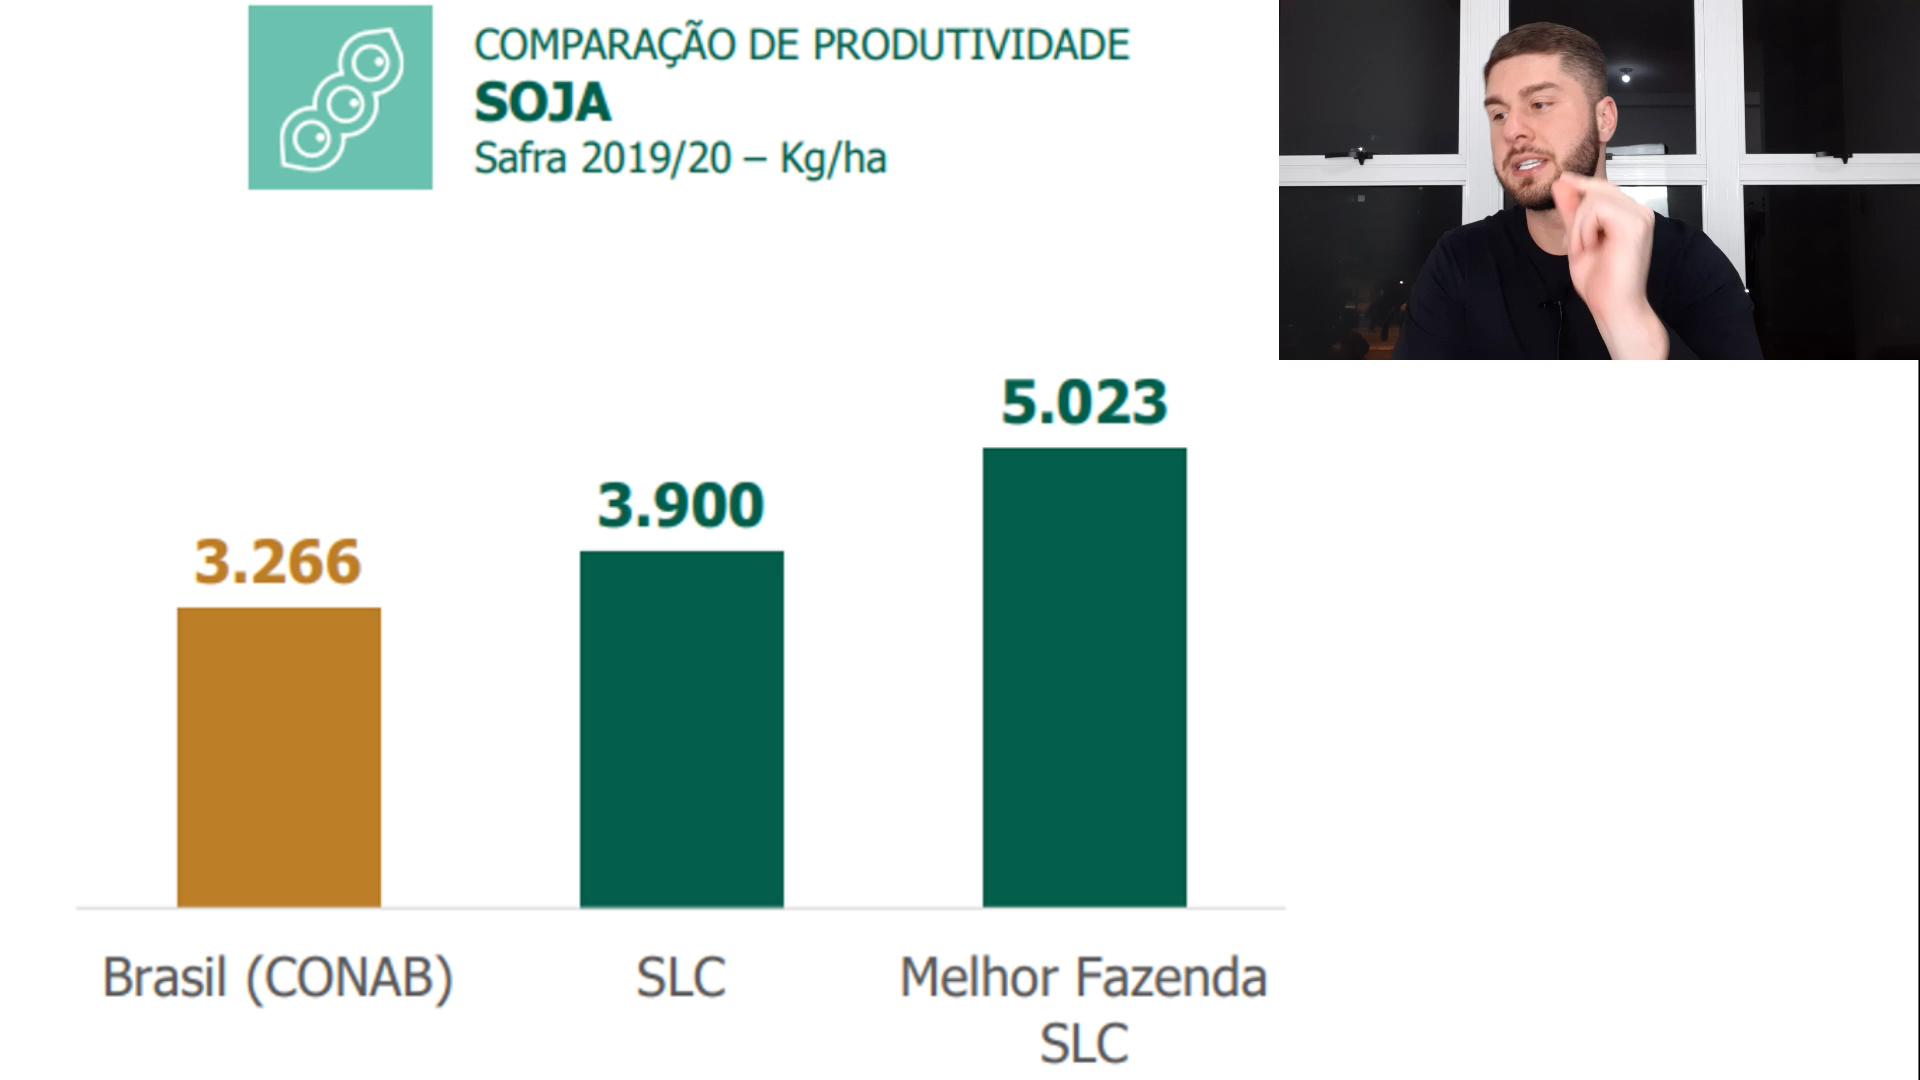 COMPARAÇÃO DE PRODUTIVIDADE
SOJA
Safra 2019/20 – Kg/ha
3.266
3.900
5.023
Brasil (CONAB)
SLC
Melhor Fazenda
SLC